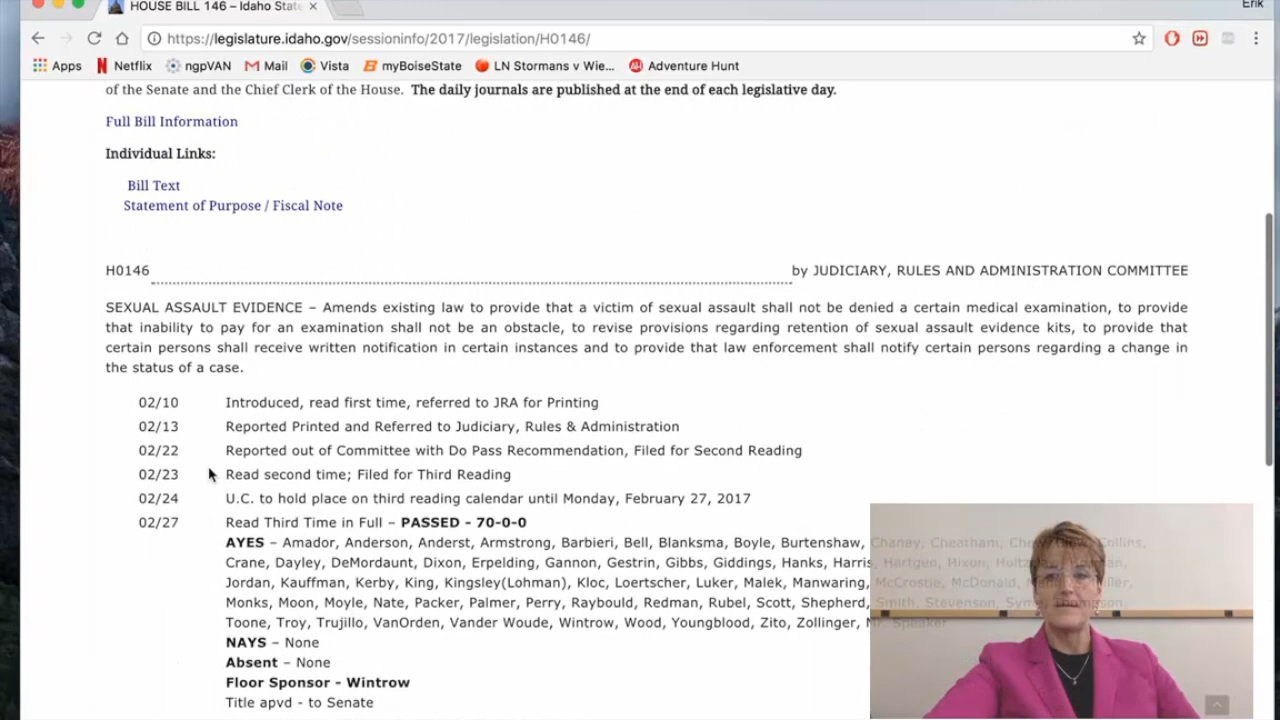 HOUSE BILL 146 – Idaho State
Erik
https://legislature.idaho.gov/sessioninfo/2017/legislation/H0146/
Apps Netflix ngpVAN Mail Vista myBoiseState LN Stormans v Wie... Adventure Hunt
of the Senate and the Chief Clerk of the House. The daily journals are published at the end of each legislative day.
Full Bill Information
Individual Links:
Bill Text
Statement of Purpose / Fiscal Note
H0146 by JUDICIARY, RULES AND ADMINISTRATION COMMITTEE
SEXUAL ASSAULT EVIDENCE – Amends existing law to provide that a victim of sexual assault shall not be denied a certain medical examination, to provide
that inability to pay for an examination shall not be an obstacle, to revise provisions regarding retention of sexual assault evidence kits, to provide that
certain persons shall receive written notification in certain instances and to provide that law enforcement shall notify certain persons regarding a change in
the status of a case.
02/10 Introduced, read first time, referred to JRA for Printing
02/13 Reported Printed and Referred to Judiciary, Rules & Administration
02/22 Reported out of Committee with Do Pass Recommendation, Filed for Second Reading
02/23 Read second time; Filed for Third Reading
02/24 U.C. to hold place on third reading calendar until Monday, February 27, 2017
02/27 Read Third Time in Full – PASSED - 70-0-0
AYES – Amador, Anderson, Anderst, Armstrong, Barbieri, Bell, Blanksma, Boyle, Burtenshaw, Chaney, Cheatham, Collins,
Crane, Dayley, DeMordaunt, Dixon, Erpelding, Gannon, Gestrin, Gibbs, Giddings, Hanks, Harris, Hartgen, Hixon,
Jordan, Kauffman, Kerby, King, Kingsley(Lohman), Kloc, Loertscher, Luker, Malek, Manwaring, McCrostie, McDonald,
Monks, Moon, Moyle, Nate, Packer, Palmer, Perry, Raybould, Redman, Rubel, Scott, Shepherd, Smith, Stevenson, Syme, Thompson,
Toone, Troy, Trujillo, VanOrden, Vander Woude, Wintrow, Wood, Youngblood, Zito, Zollinger, Mr. Speaker
NAYS – None
Absent – None
Floor Sponsor - Wintrow
Title apvd - to Senate